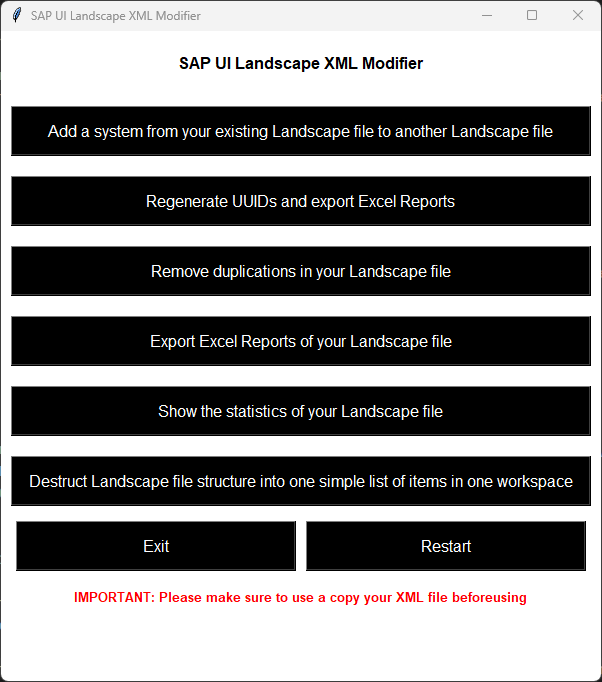 SAP UI Landscape XML Modifier
SAP UI Landscape XML Modifier
Add a system from your existing Landscape file to another Landscape file
Regenerate UUIDs and export Excel Reports
Remove duplications in your Landscape file
Export Excel Reports of your Landscape file
Show the statistics of your Landscape file
Destruct Landscape file structure into one simple list of items in one workspace
Exit
Restart
IMPORTANT: Please make sure to use a copy your XML file beforeusing